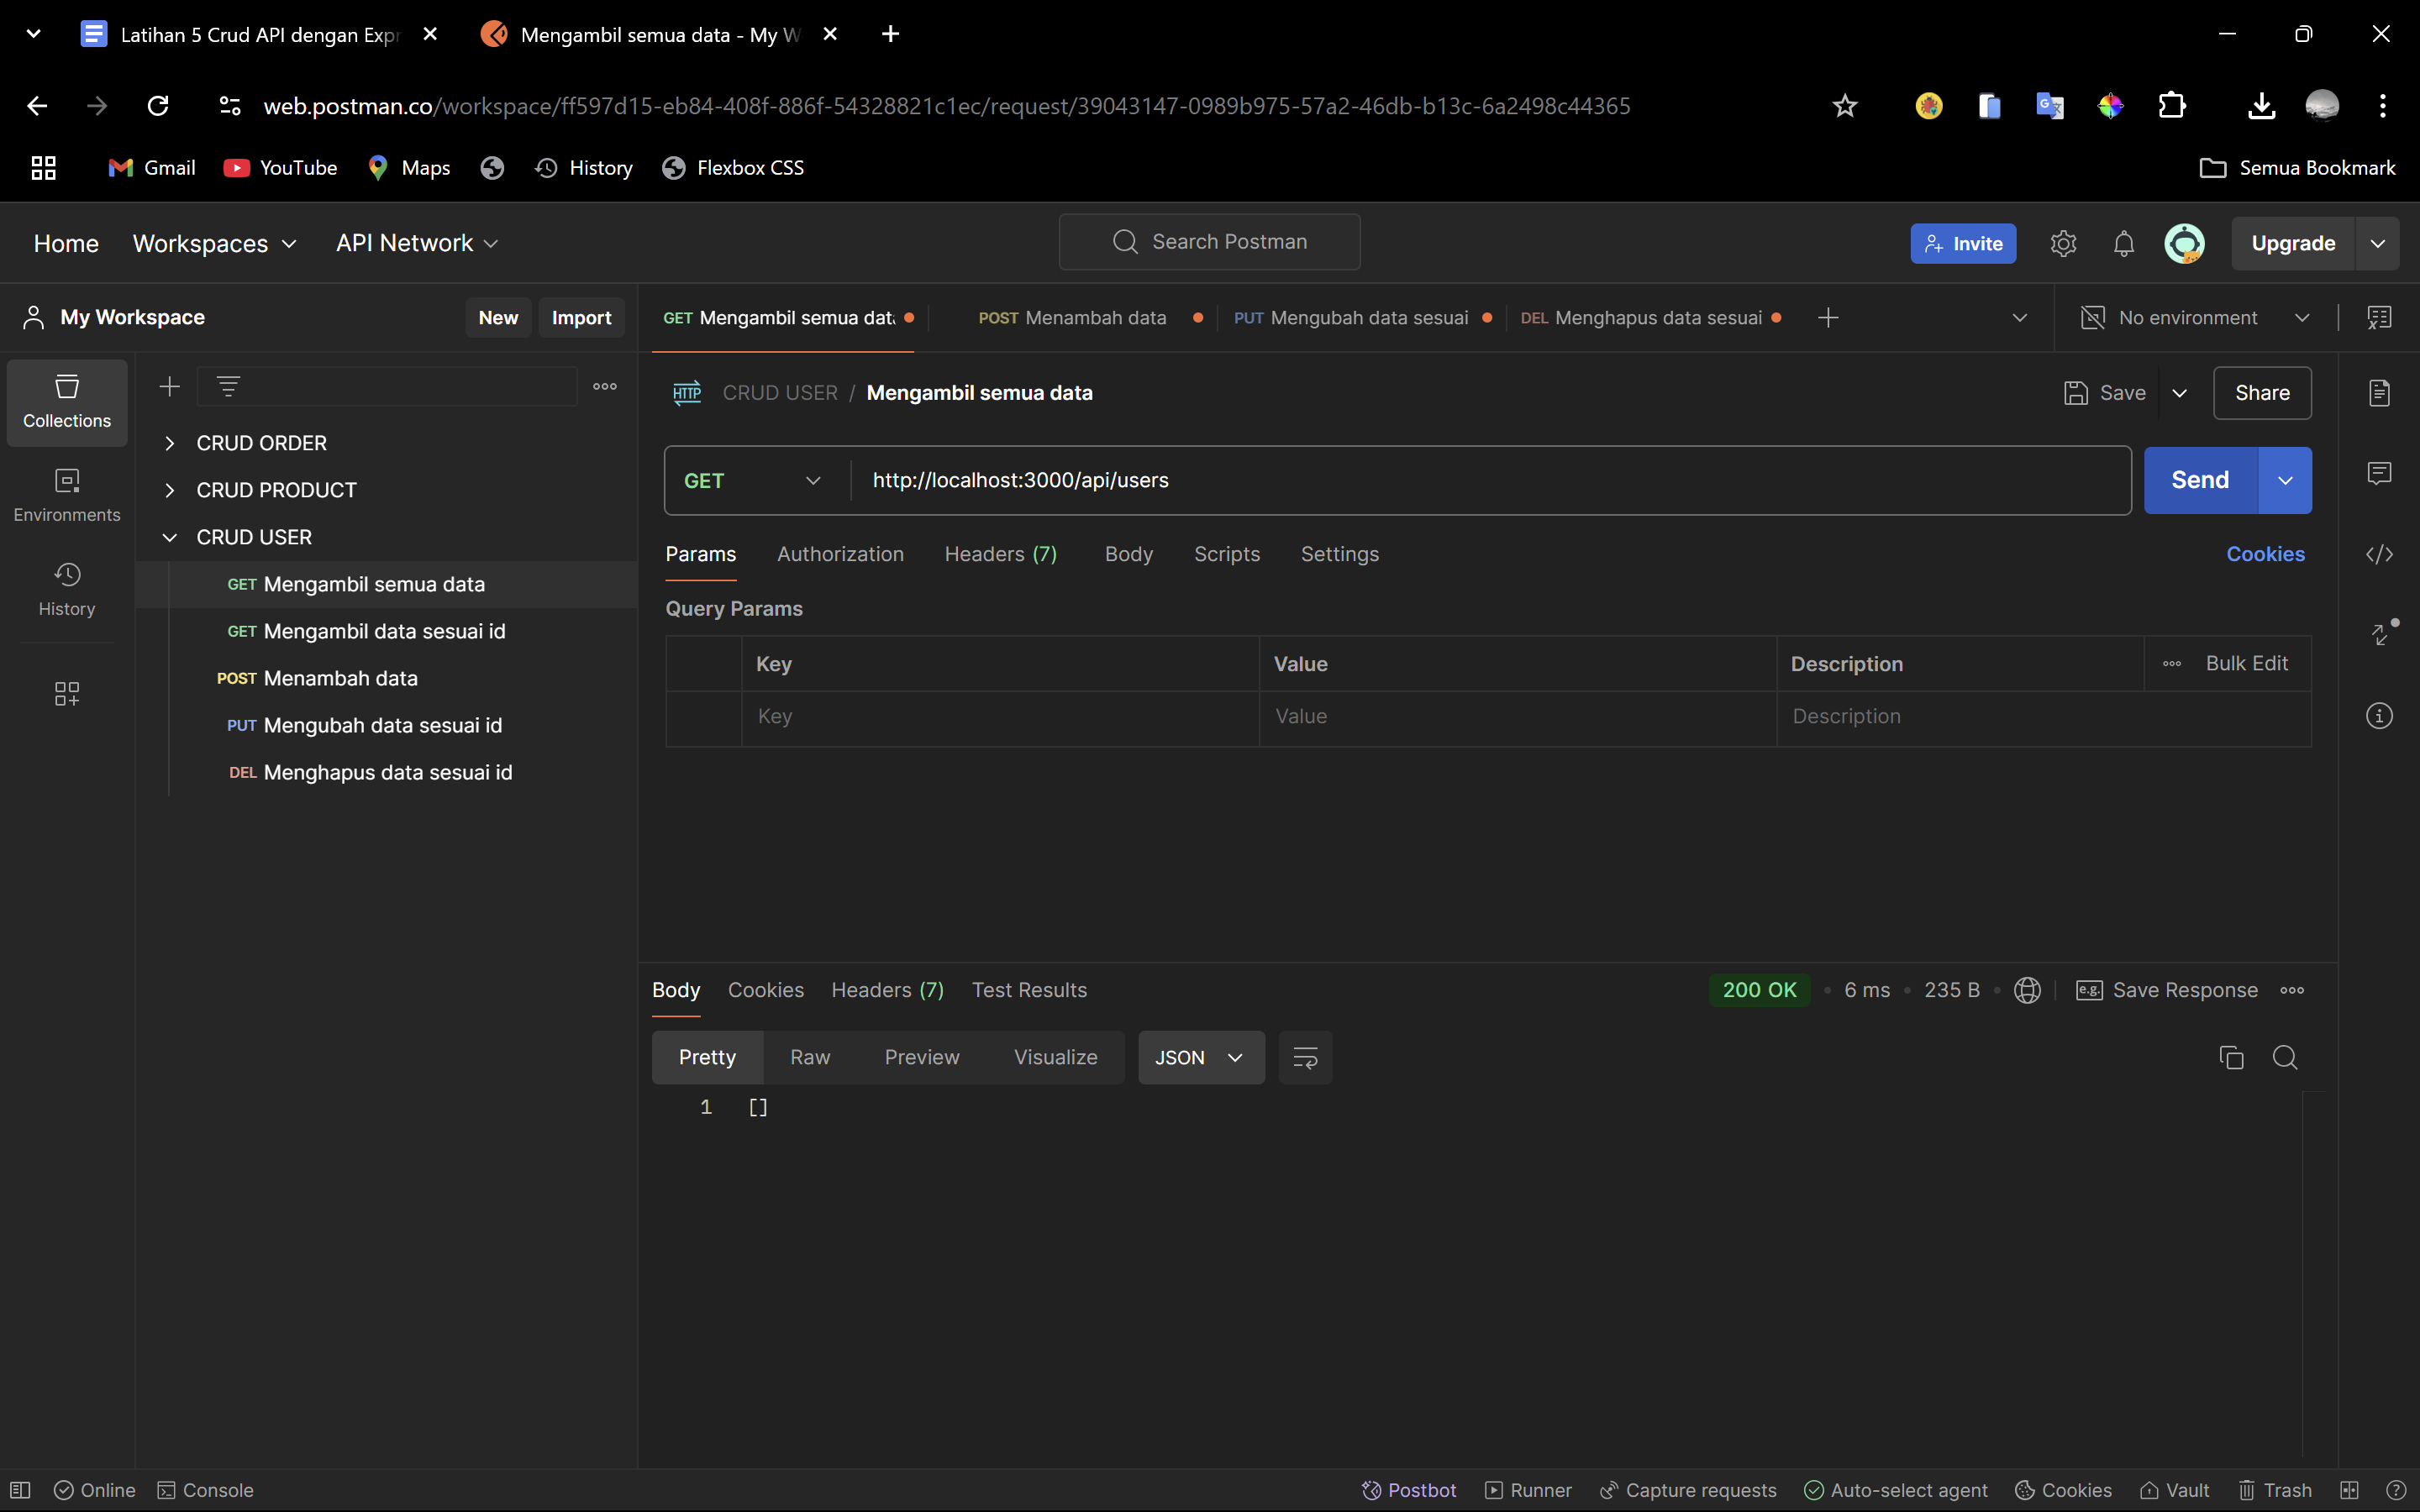 Latihan 5 Crud API dengan Expr
Mengambil semua data - My W
web.postman.co/workspace/ff597d15-eb84-408f-886f-54328821c1ec/request/39043147-0989b975-57a2-46db-b13c-6a2498c44365
Gmail YouTube Maps History Flexbox CSS Semua Bookmark
Home Workspaces API Network Search Postman Invite Upgrade
My Workspace New Import
GET Mengambil semua dat POST Menambah data PUT Mengubah data sesuai DEL Menghapus data sesuai No environment
Collections
Environments
History
CRUD ORDER
CRUD PRODUCT
CRUD USER
GET Mengambil semua data
GET Mengambil data sesuai id
POST Menambah data
PUT Mengubah data sesuai id
DEL Menghapus data sesuai id
HTTP CRUD USER / Mengambil semua data Save Share
GET http://localhost:3000/api/users Send
Params Authorization Headers (7) Body Scripts Settings Cookies
Query Params
Key Value Description Bulk Edit
Key Value Description
Body Cookies Headers (7) Test Results 200 OK 6 ms 235 B e.g. Save Response
Pretty Raw Preview Visualize JSON
1 []
Online Console Postbot Runner Capture requests Auto-select agent Cookies Vault Trash